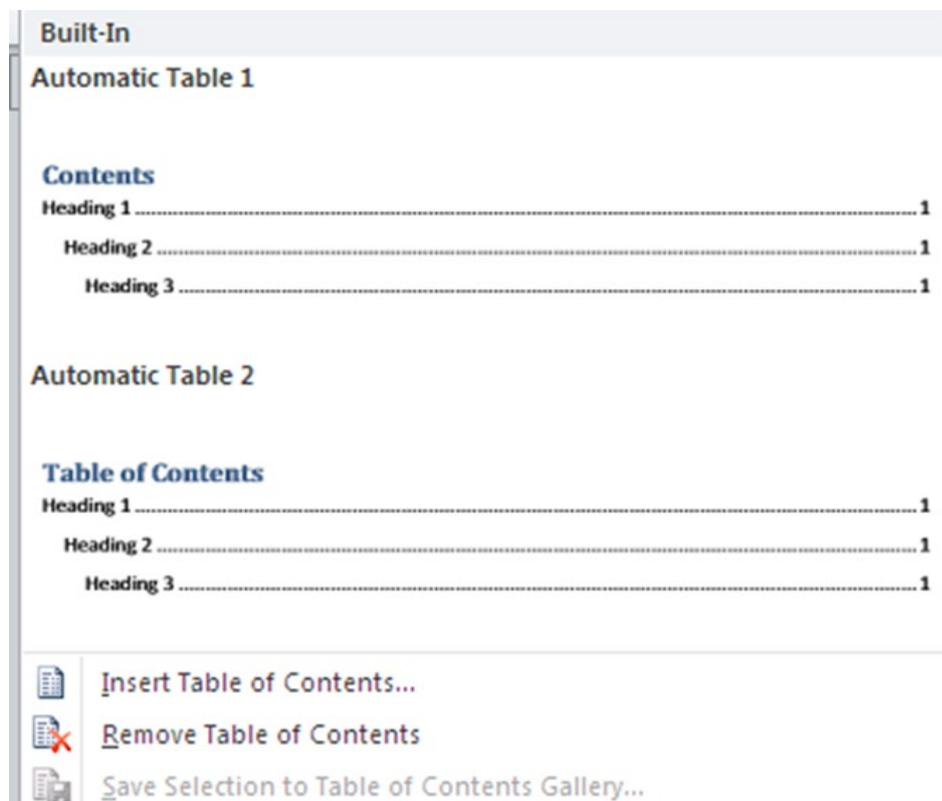 Built-In
Automatic Table 1
Contents
Heading 1 ........................................ 1
Heading 2 ........................................ 1
Heading 3 ........................................ 1
Automatic Table 2
Table of Contents
Heading 1 ........................................ 1
Heading 2 ........................................ 1
Heading 3 ........................................ 1
Insert Table of Contents...
Remove Table of Contents
Save Selection to Table of Contents Gallery...